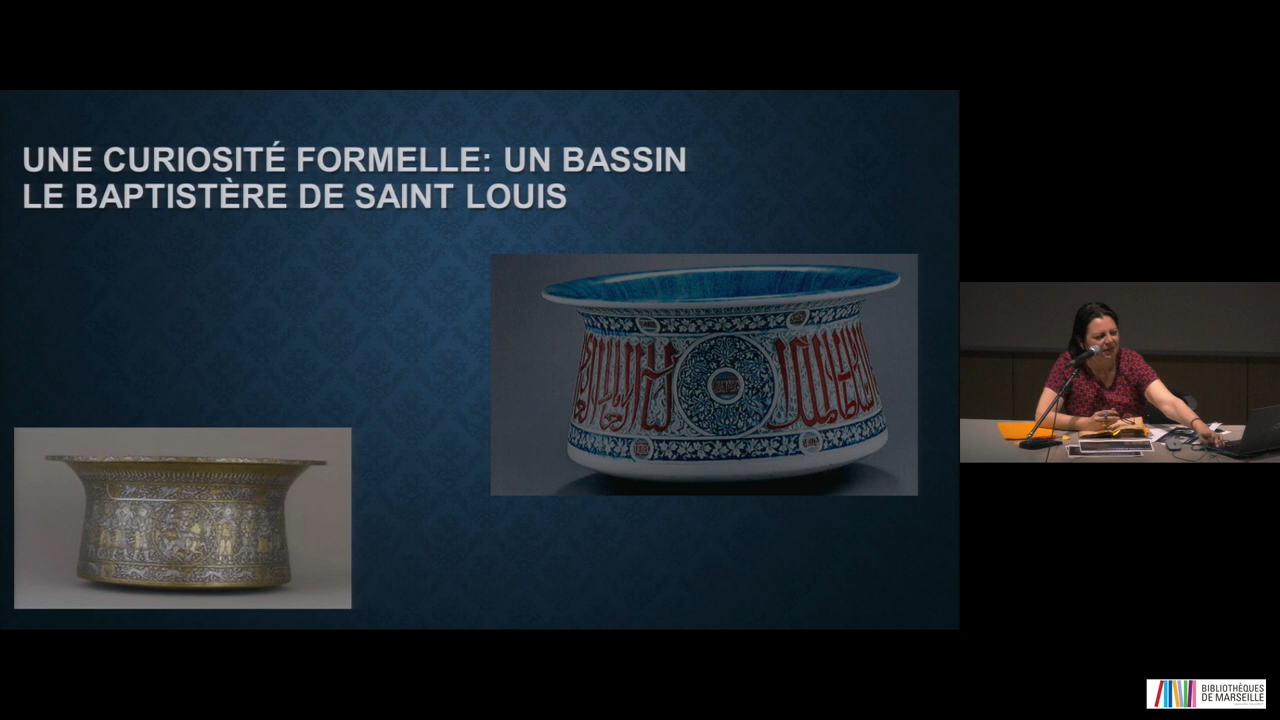 UNE CURIOSITÉ FORMELLE: UN BASSIN
LE BAPTISTÈRE DE SAINT LOUIS
BIBLIOTHÈQUES
DE MARSEILLE